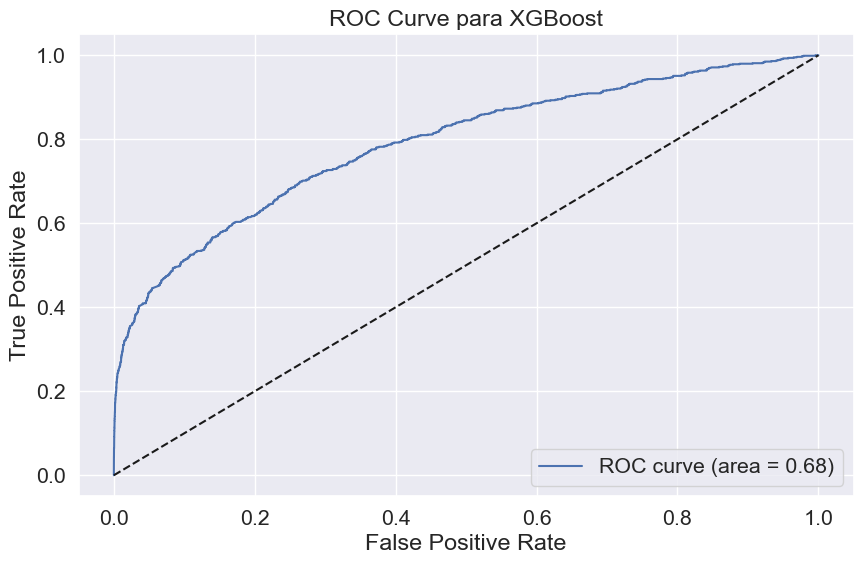 ROC Curve para XGBoost
True Positive Rate
1.0
0.8
0.6
0.4
0.2
0.0
ROC curve (area = 0.68)
0.0 0.2 0.4 0.6 0.8 1.0
False Positive Rate